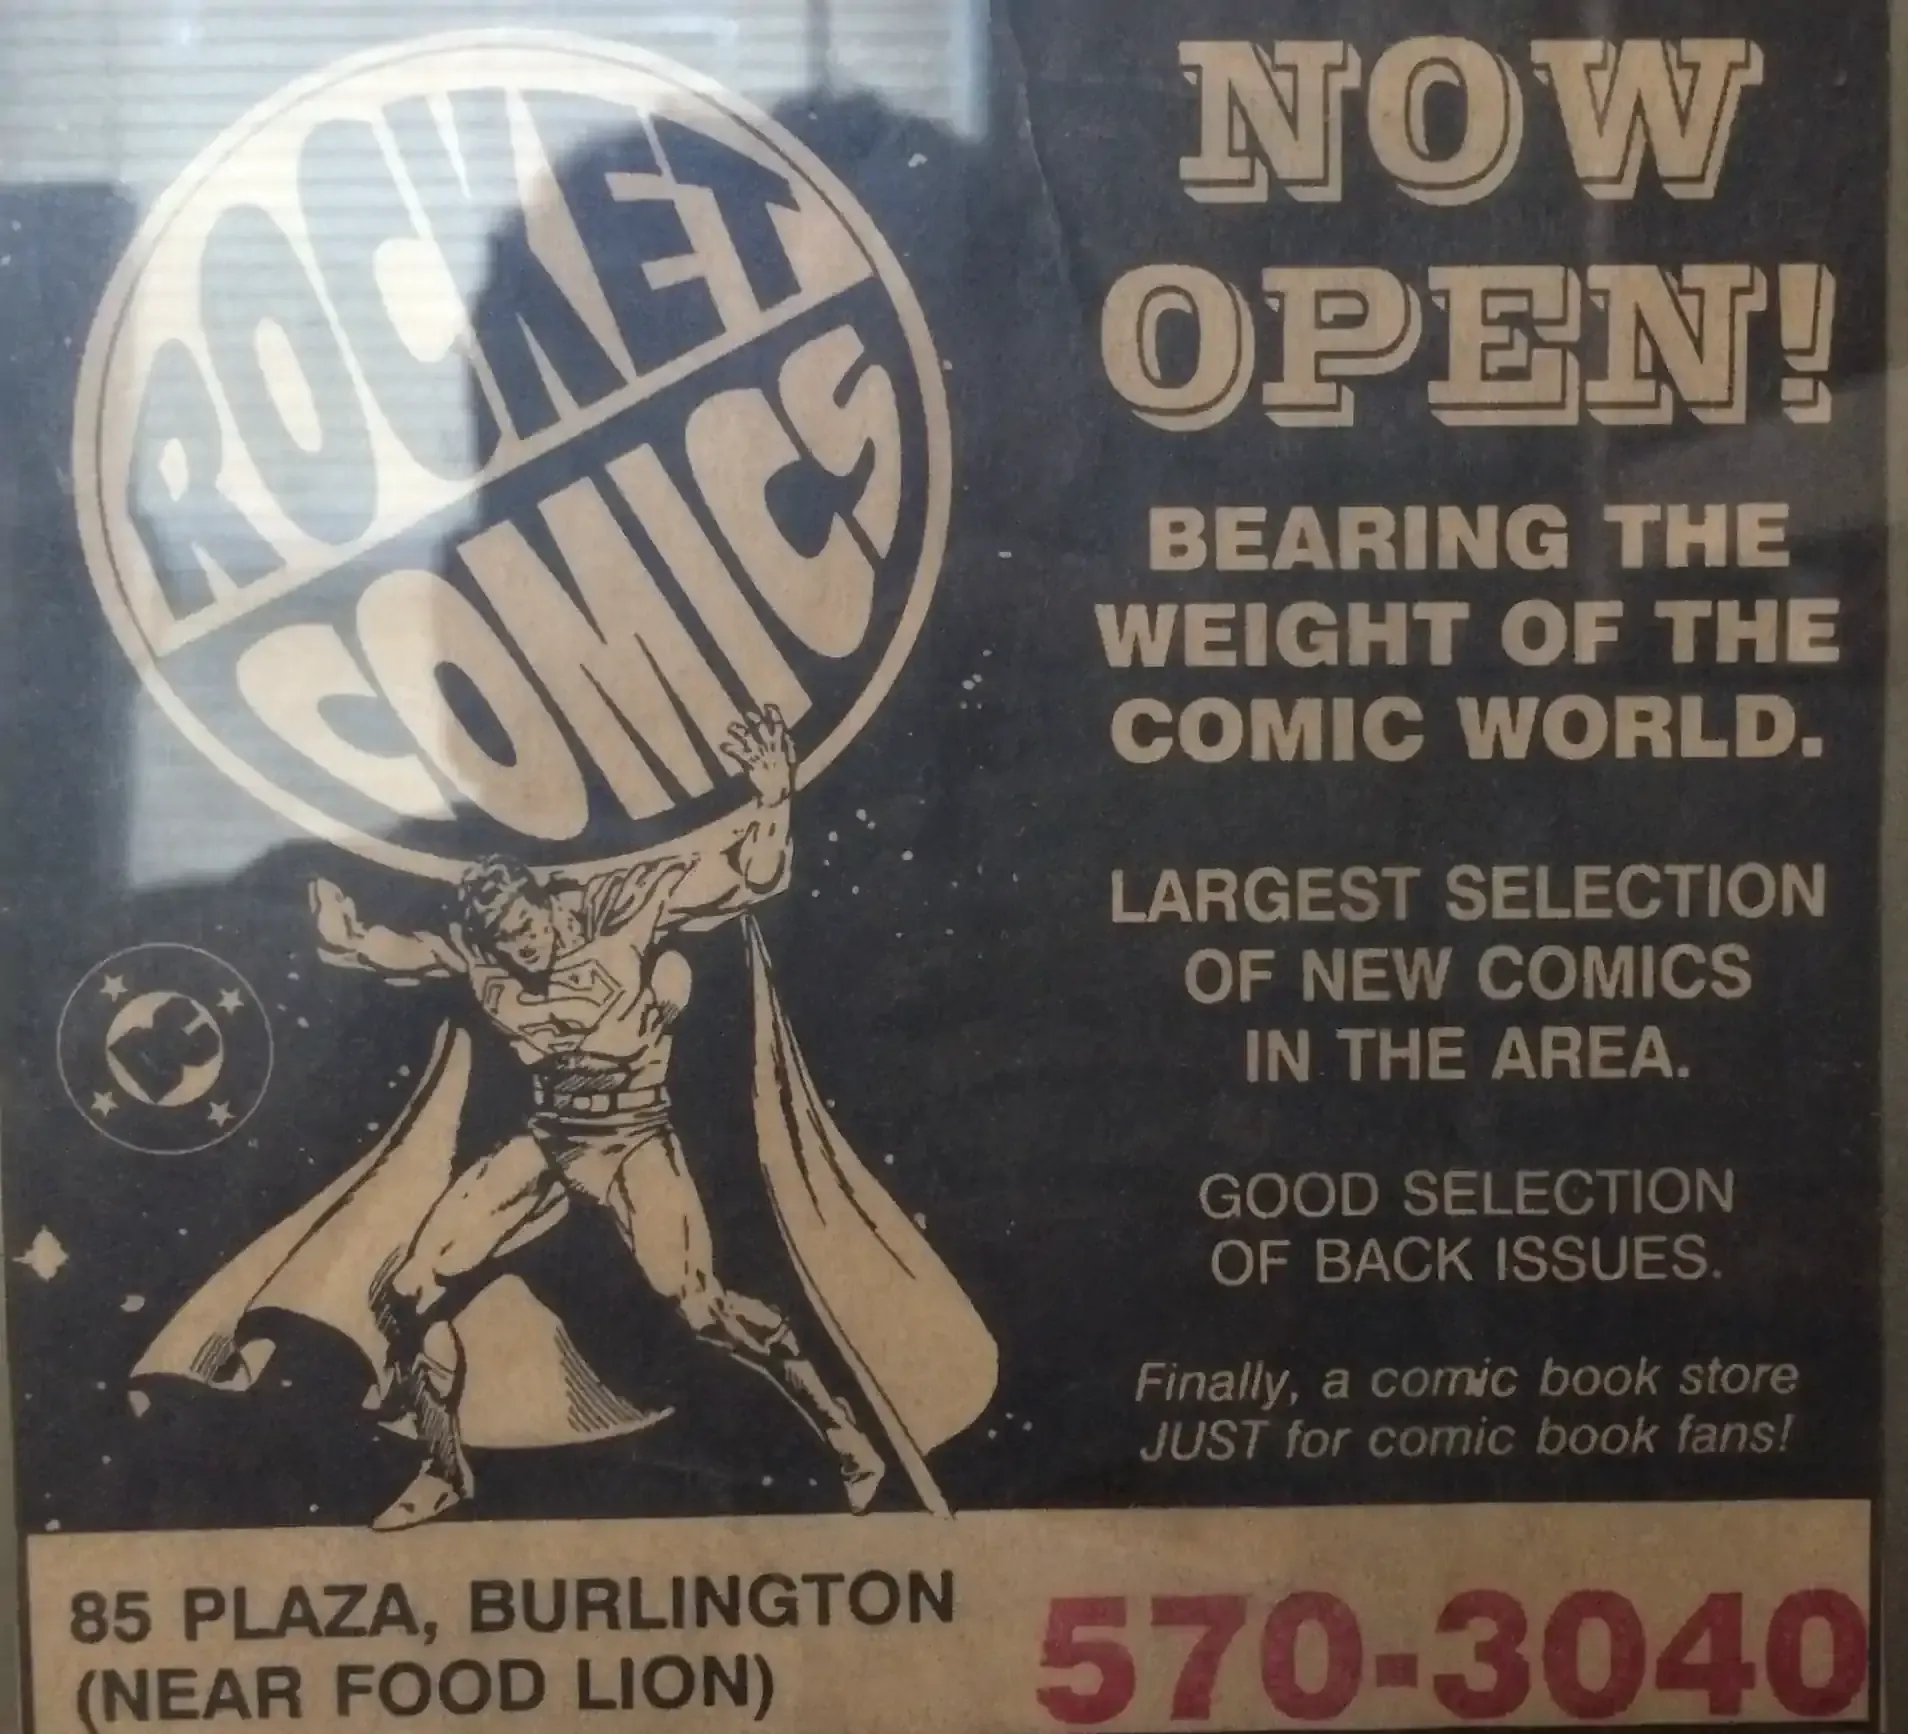 ROCKET
COMICS
NOW
OPEN!
BEARING THE
WEIGHT OF THE
COMIC WORLD.
LARGEST SELECTION
OF NEW COMICS
IN THE AREA.
GOOD SELECTION
OF BACK ISSUES.
Finally, a comic book store
JUST for comic book fans!
DC
S
85 PLAZA, BURLINGTON
(NEAR FOOD LION)
570-3040